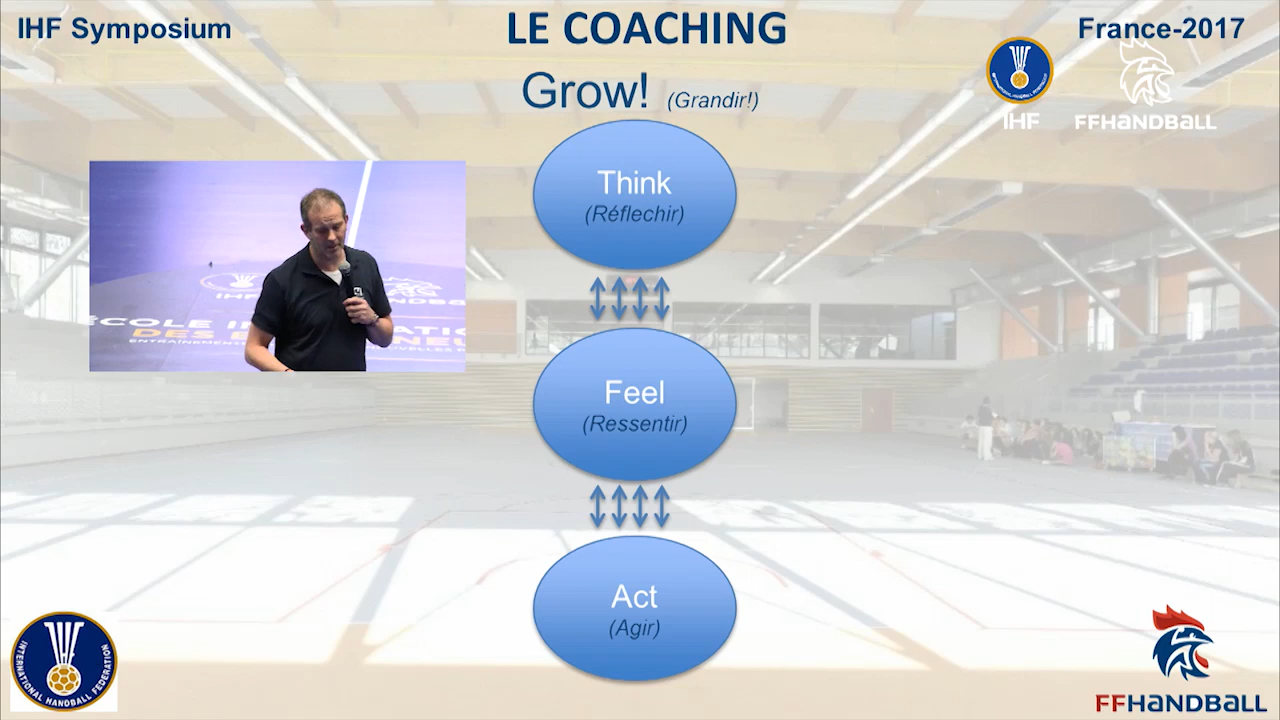 IHF Symposium
LE COACHING
France-2017
Grow! (Grandir!)
IHF
FFHANDBALL
Think
(Réflechir)
IHF
Feel
(Ressentir)
Act
(Agir)
INTERNATIONAL HANDBALL FEDERATION
FFHANDBALL